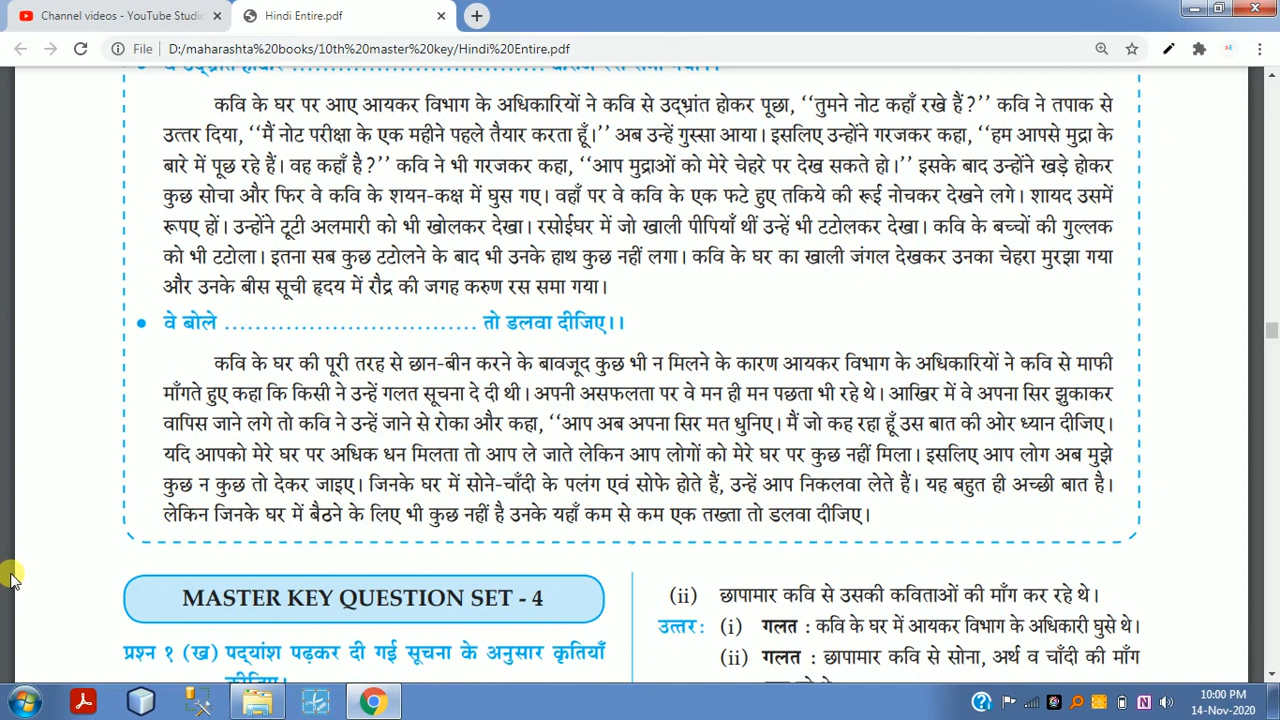 Channel videos - YouTube Studio
Hindi Entire.pdf
File D:/maharashta%20books/10th%20master%20key/Hindi%20Entire.pdf
कवि के घर पर आए आयकर विभाग के अधिकारियों ने कवि से उद्भ्रांत होकर पूछा, ‘‘तुमने नोट कहाँ रखे हैं?’’ कवि ने तपाक से
उत्तर दिया, ‘‘मैं नोट परीक्षा के एक महीने पहले तैयार करता हूँ।’’ अब उन्हें गुस्सा आया। इसलिए उन्होंने गरजकर कहा, ‘‘हम आपसे मुद्रा के
बारे में पूछ रहे हैं। वह कहाँ है?’’ कवि ने भी गरजकर कहा, ‘‘आप मुद्राओं को मेरे चेहरे पर देख सकते हो।’’ इसके बाद उन्होंने खड़े होकर
कुछ सोचा और फिर वे कवि के शयन-कक्ष में घुस गए। वहाँ पर वे कवि के एक फटे हुए तकिये की रूई नोचकर देखने लगे। शायद उसमें
रूपए हों। उन्होंने टूटी अलमारी को भी खोलकर देखा। रसोईघर में जो खाली पीपियाँ थीं उन्हें भी टटोलकर देखा। कवि के बच्चों की गुल्लक
को भी टटोला। इतना सब कुछ टटोलने के बाद भी उनके हाथ कुछ नहीं लगा। कवि के घर का खाली जंगल देखकर उनका चेहरा मुरझा गया
और उनके बीस सूची हृदय में रौद्र की जगह करुण रस समा गया।
● वे बोले ................................. तो डलवा दीजिए।।
कवि के घर की पूरी तरह से छान-बीन करने के बावजूद कुछ भी न मिलने के कारण आयकर विभाग के अधिकारियों ने कवि से माफी
माँगते हुए कहा कि किसी ने उन्हें गलत सूचना दे दी थी। अपनी असफलता पर वे मन ही मन पछता भी रहे थे। आखिर में वे अपना सिर झुकाकर
वापिस जाने लगे तो कवि ने उन्हें जाने से रोका और कहा, ‘‘आप अब अपना सिर मत धुनिए। मैं जो कह रहा हूँ उस बात की ओर ध्यान दीजिए।
यदि आपको मेरे घर पर अधिक धन मिलता तो आप ले जाते लेकिन आप लोगों को मेरे घर पर कुछ नहीं मिला। इसलिए आप लोग अब मुझे
कुछ न कुछ तो देकर जाइए। जिनके घर में सोने-चाँदी के पलंग एवं सोफे होते हैं, उन्हें आप निकलवा लेते हैं। यह बहुत ही अच्छी बात है।
लेकिन जिनके घर में बैठने के लिए भी कुछ नहीं है उनके यहाँ कम से कम एक तख्ता तो डलवा दीजिए।
MASTER KEY QUESTION SET - 4
प्रश्न १ (ख) पद्यांश पढ़कर दी गई सूचना के अनुसार कृतियाँ
कीजिए।
(ii) छापामार कवि से उसकी कविताओं की माँग कर रहे थे।
उत्तर: (i) गलत : कवि के घर में आयकर विभाग के अधिकारी घुसे थे।
(ii) गलत : छापामार कवि से सोना, अर्थ व चाँदी की माँग
10:00 PM
14-Nov-2020